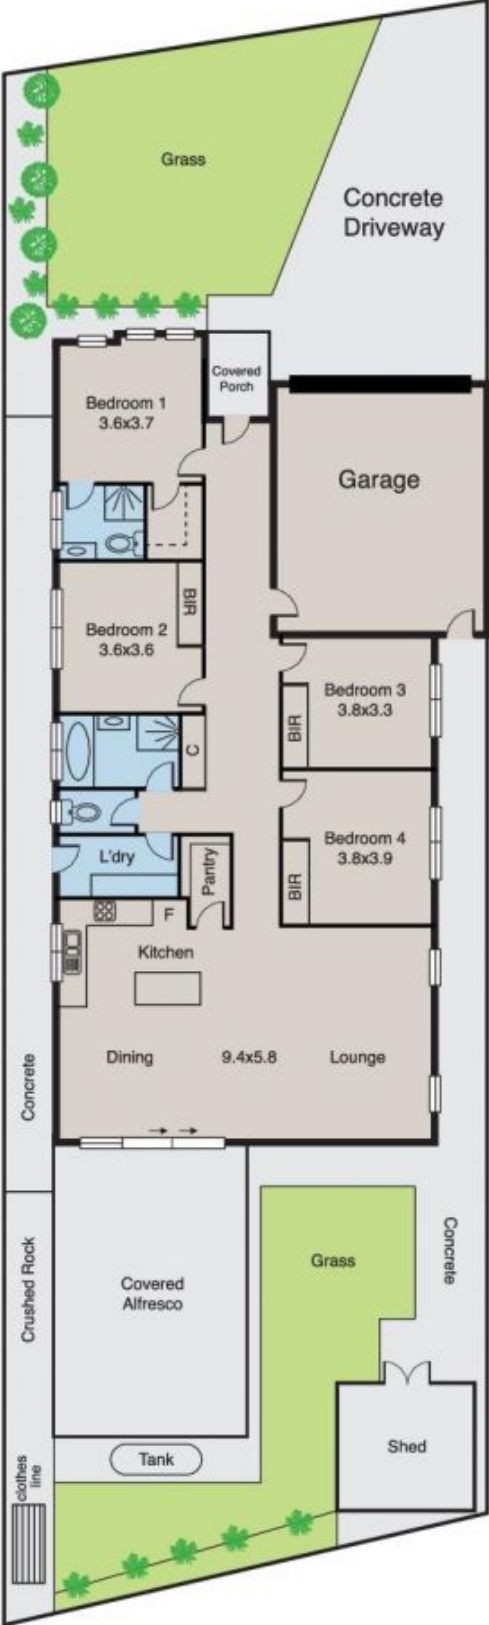 Grass
Concrete
Driveway
Covered
Porch
Bedroom 1
3.6x3.7
Garage
BIR
Bedroom 2
3.6x3.6
Bedroom 3
3.8x3.3
BIR
C
Bedroom 4
3.8x3.9
BIR
L'dry
Pantry
F
Kitchen
Dining
9.4x5.8
Lounge
Concrete
Crushed Rock
Covered
Alfresco
Grass
Concrete
Tank
Shed
clothes
line